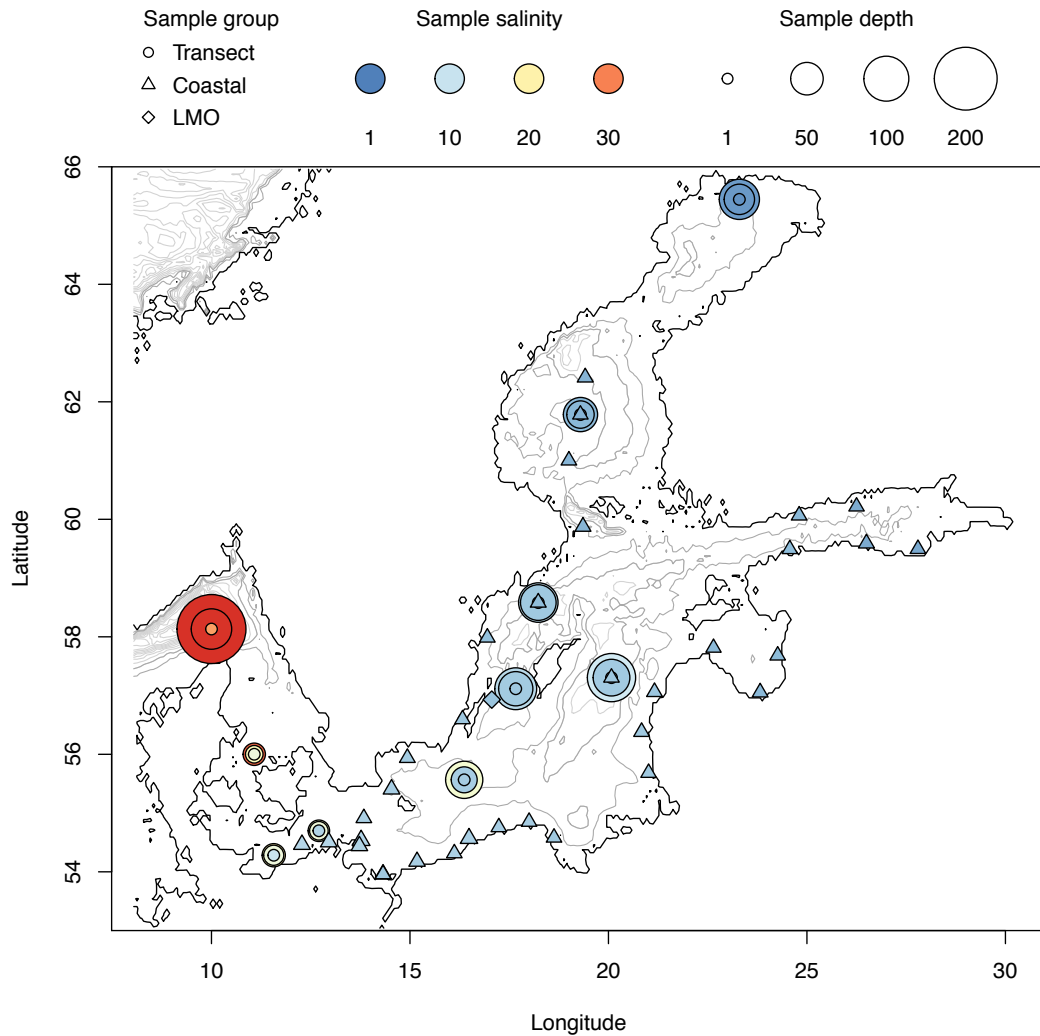 Sample group
Transect
Coastal
LMO
Sample salinity
1 10 20 30
Sample depth
1 50 100 200
66
64
62
60
58
56
54
Latitude
10 15 20 25 30
Longitude